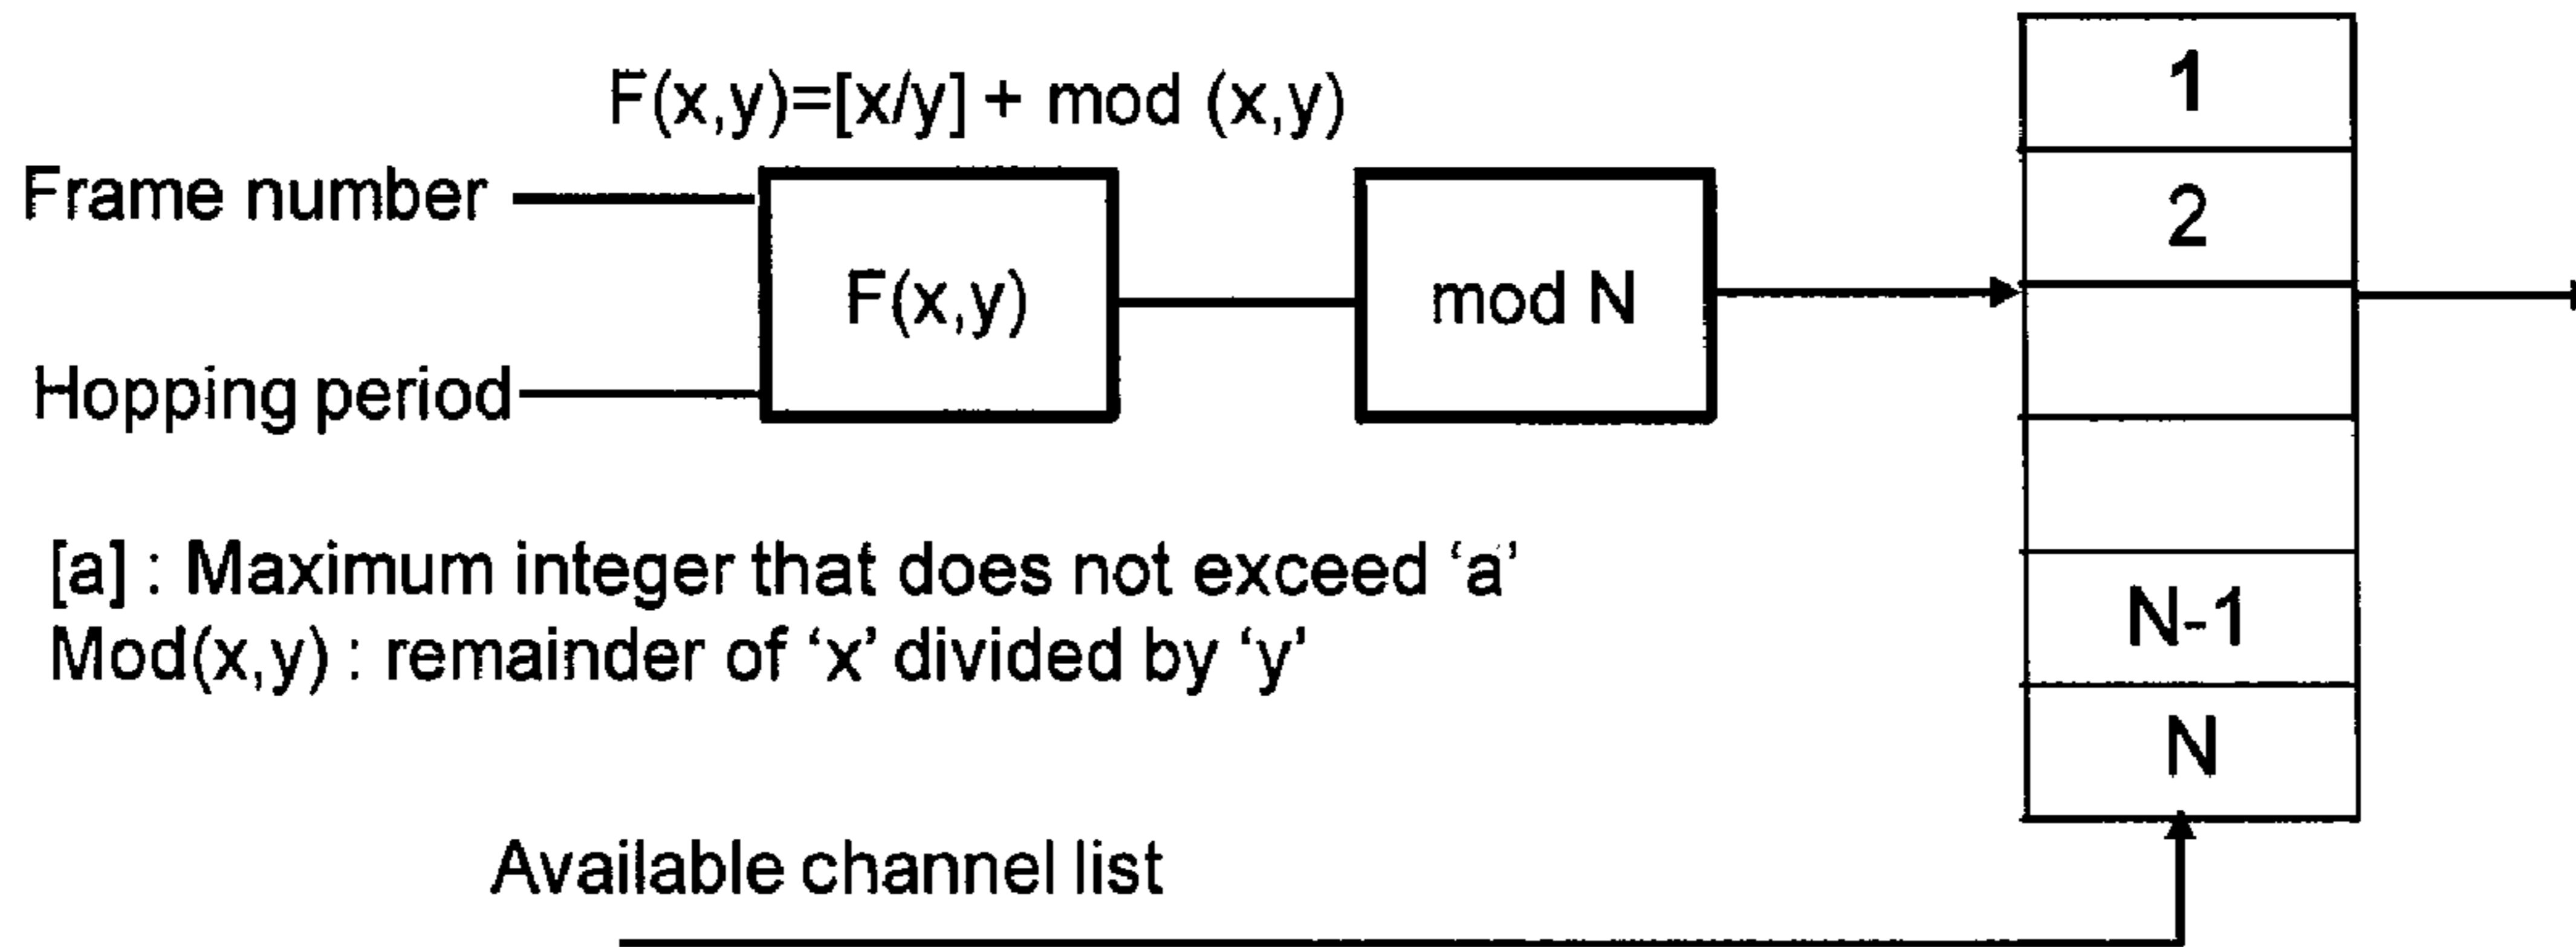 F(x,y)=[x/y] + mod (x,y)
Frame number
F(x,y)
mod N
Hopping period
1
2
N-1
N
[a] : Maximum integer that does not exceed ‘a’
Mod(x,y) : remainder of ‘x’ divided by ‘y’
Available channel list